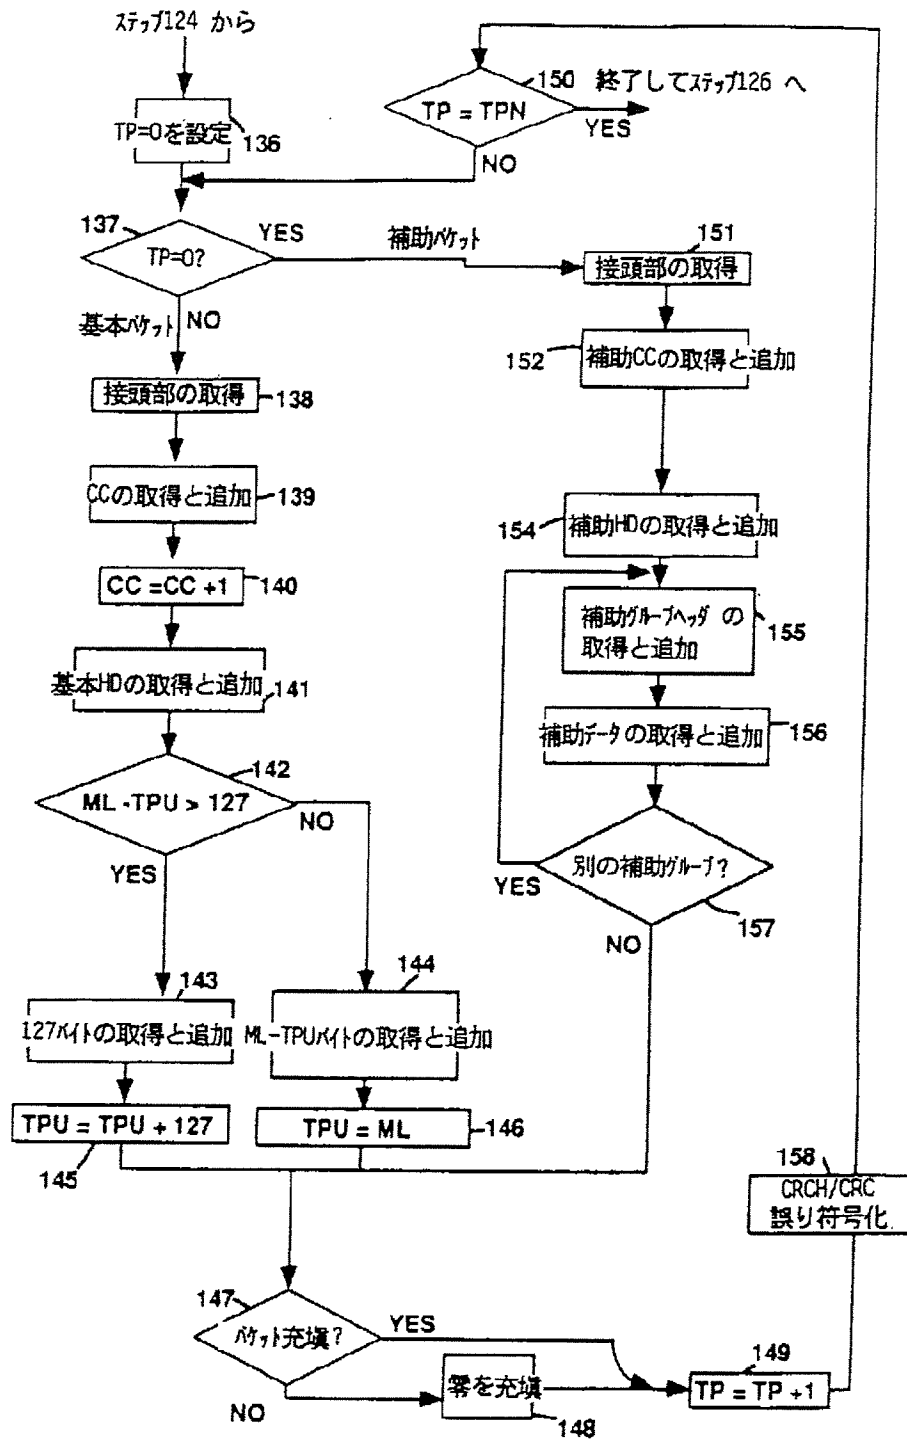 ステップ124 から
TP=0を設定
136
TP = TPN
150
終了してステップ126 へ
YES
NO
137
TP=0?
YES
補助パケット
151
接頭部の取得
基本パケット
NO
152
補助CCの取得と追加
接頭部の取得
138
CCの取得と追加
139
154
補助HDの取得と追加
CC =CC +1
140
補助グループヘッダ の
取得と追加
155
基本HDの取得と追加
141
補助データの取得と追加
156
142
ML -TPU > 127
NO
YES
別の補助グループ?
YES
157
NO
143
127バイトの取得と追加
144
ML-TPUバイトの取得と追加
TPU = TPU + 127
145
TPU = ML
146
158
CRCH/CRC
誤り符号化
147
パケット充塡?
YES
NO
零を充塡
148
149
TP = TP +1